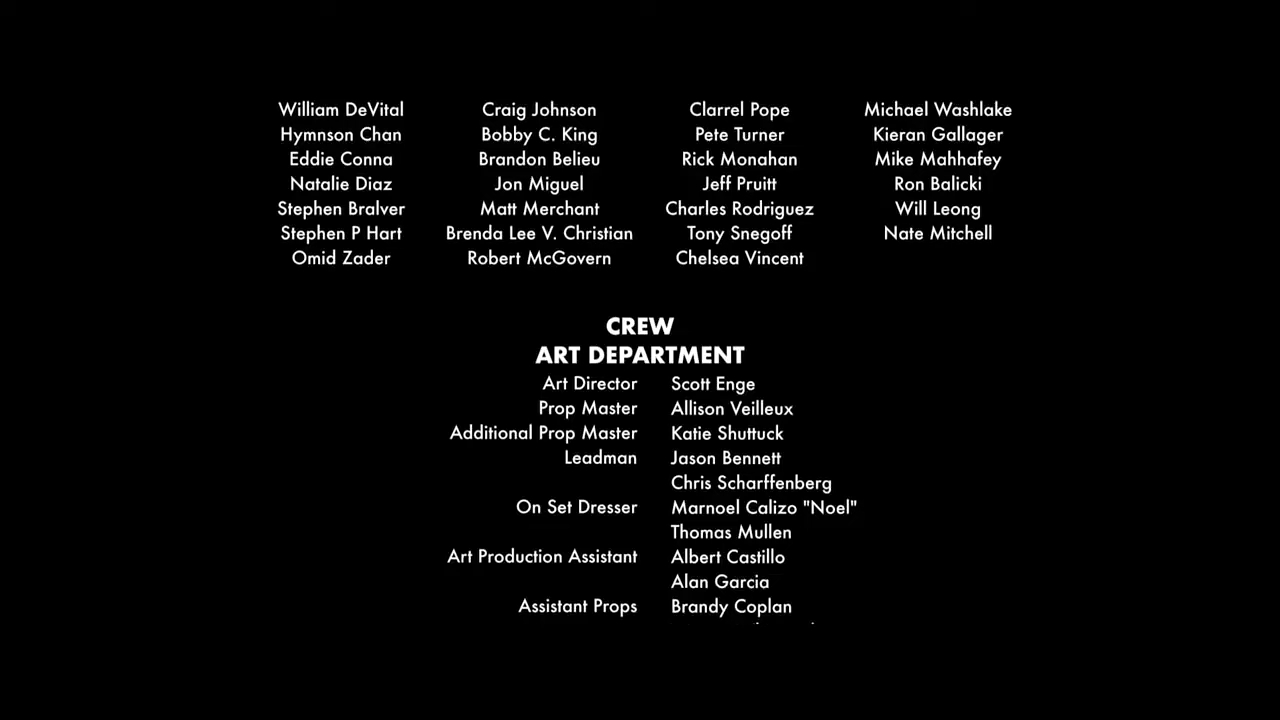 William DeVital Craig Johnson Clarrel Pope Michael Washlake
Hymnson Chan Bobby C. King Pete Turner Kieran Gallager
Eddie Conna Brandon Belieu Rick Monahan Mike Mahhafey
Natalie Diaz Jon Miguel Jeff Pruitt Ron Balicki
Stephen Bralver Matt Merchant Charles Rodriguez Will Leong
Stephen P Hart Brenda Lee V. Christian Tony Snegoff Nate Mitchell
Omid Zader Robert McGovern Chelsea Vincent
CREW
ART DEPARTMENT
Art Director Scott Enge
Prop Master Allison Veilleux
Additional Prop Master Katie Shuttuck
Leadman Jason Bennett
Chris Scharffenberg
On Set Dresser Marnoel Calizo "Noel"
Thomas Mullen
Art Production Assistant Albert Castillo
Alan Garcia
Assistant Props Brandy Coplan